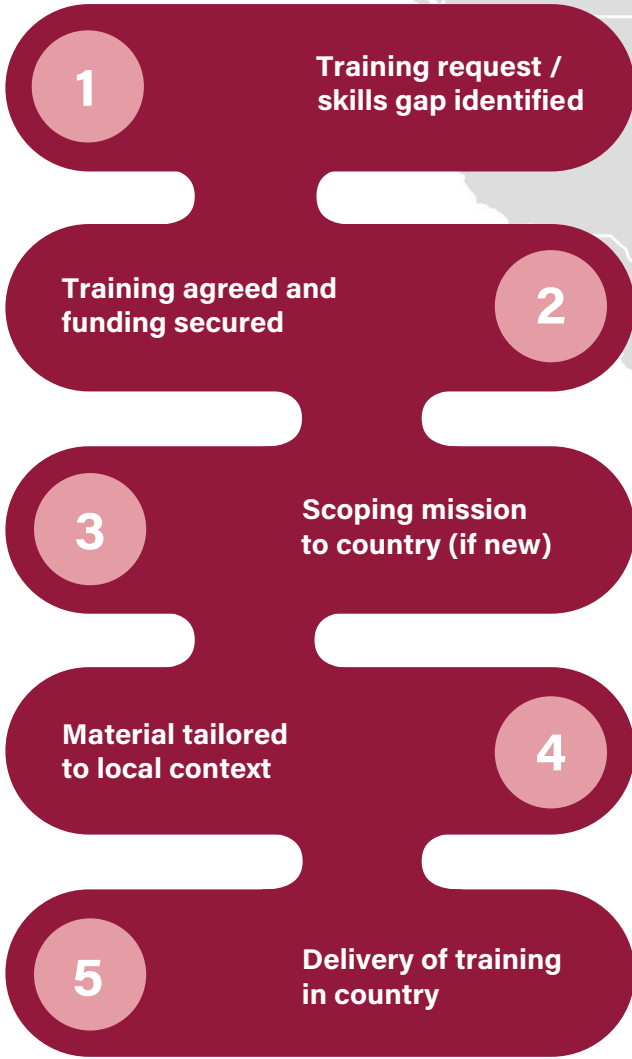 1
Training request /
skills gap identified
Training agreed and
funding secured
2
3
Scoping mission
to country (if new)
Material tailored
to local context
4
5
Delivery of training
in country